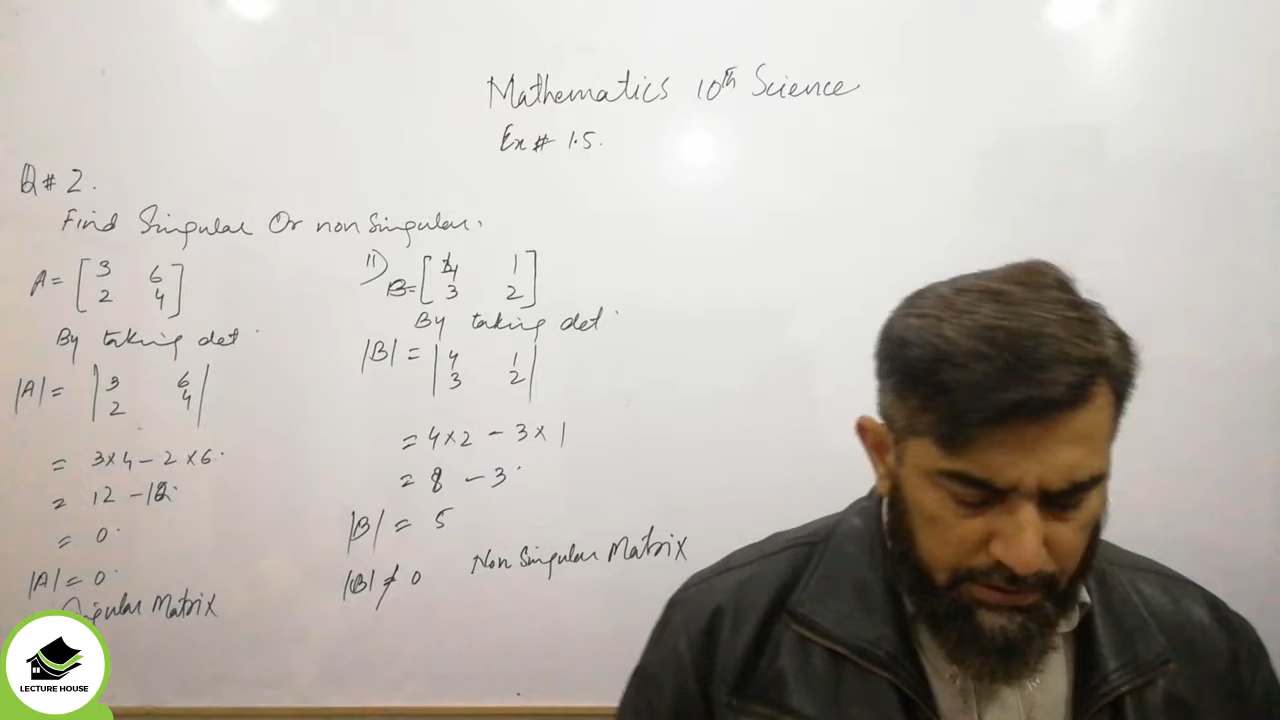 Mathematics 10th Science
Ex # 1.5.
Q # 2.
Find Singular Or non Singular.
A = [3 6
2 4]
By taking det
|A| = |3 6
2 4|
= 3×4 - 2×6
= 12 - 12
= 0
|A| = 0
Singular Matrix
11) B = [4 1
3 2]
By taking det
|B| = |4 1
3 2|
= 4×2 - 3×1
= 8 - 3
|B| = 5
|B| ≠ 0 Non Singular Matrix
LECTURE HOUSE